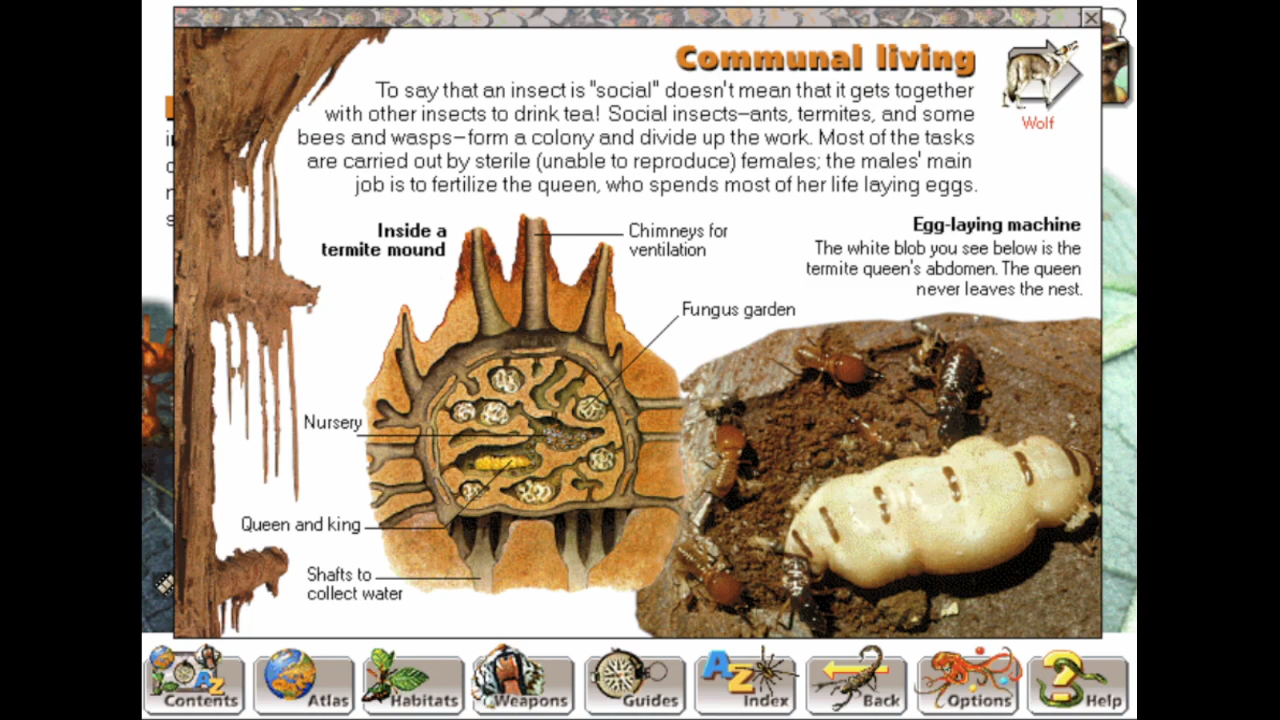 Communal living
To say that an insect is "social" doesn't mean that it gets together
with other insects to drink tea! Social insects—ants, termites, and some
bees and wasps—form a colony and divide up the work. Most of the tasks
are carried out by sterile (unable to reproduce) females; the males' main
job is to fertilize the queen, who spends most of her life laying eggs.
Wolf
Inside a
termite mound
Chimneys for
ventilation
Egg-laying machine
The white blob you see below is the
termite queen's abdomen. The queen
never leaves the nest.
Fungus garden
Nursery
Queen and king
Shafts to
collect water
Contents
Atlas
Habitats
Weapons
Guides
AZ
Index
Back
Options
?
Help